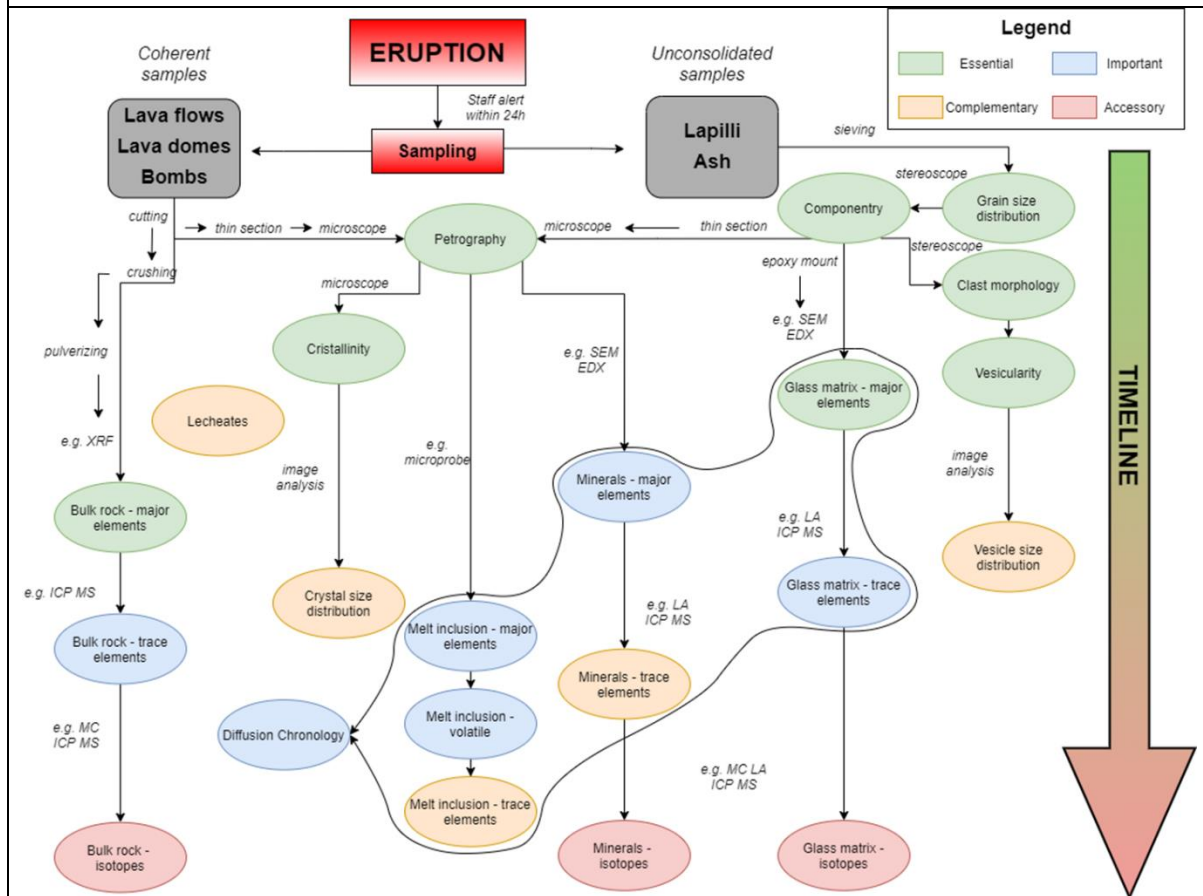 Coherent
samples
ERUPTION
Unconsolidated
samples
Legend
Essential
Important
Complementary
Accessory
Staff alert
within 24h
Lava flows
Lava domes
Bombs
Sampling
Lapilli
Ash
sieving
stereoscope
Componentry
Grain size
distribution
cutting
thin section
microscope
Petrography
microscope
thin section
stereoscope
crushing
microscope
epoxy mount
Clast morphology
e.g. SEM
EDX
pulverizing
Cristallinity
e.g. SEM
EDX
Vesicularity
Glass matrix - major
elements
Lecheates
e.g. XRF
e.g.
microprobe
image
analysis
image
analysis
Minerals - major
elements
Bulk rock - major
elements
e.g. LA
ICP MS
Vesicle size
distribution
e.g. ICP MS
Crystal size
distribution
Glass matrix - trace
elements
e.g. LA
ICP MS
Bulk rock - trace
elements
Melt inclusion - major
elements
Minerals - trace
elements
e.g. MC
ICP MS
Diffusion Chronology
Melt inclusion -
volatile
e.g. MC LA
ICP MS
Melt inclusion - trace
elements
Bulk rock -
isotopes
Minerals -
isotopes
Glass matrix -
isotopes
TIMELINE